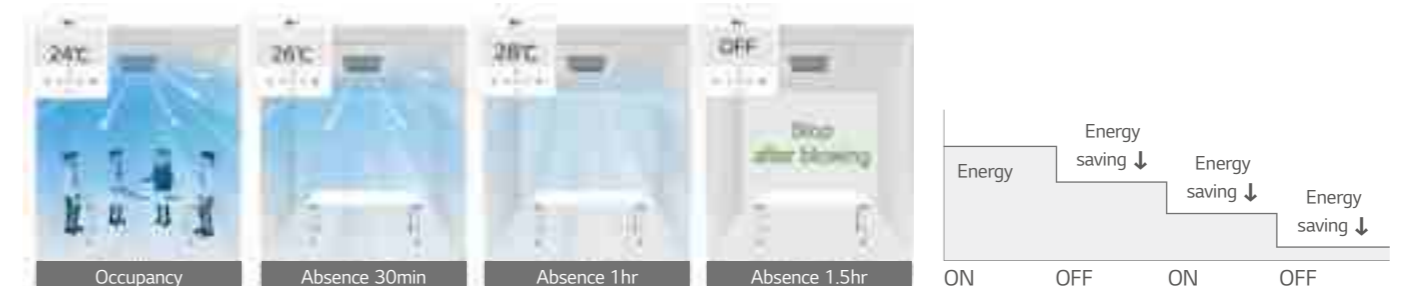 24℃
Occupancy
26℃
Absence 30min
28℃
Absence 1hr
OFF
Stop
after blowing
Absence 1.5hr
Energy
Energy
saving ↓
Energy
saving ↓
Energy
saving ↓
ON
OFF
ON
OFF